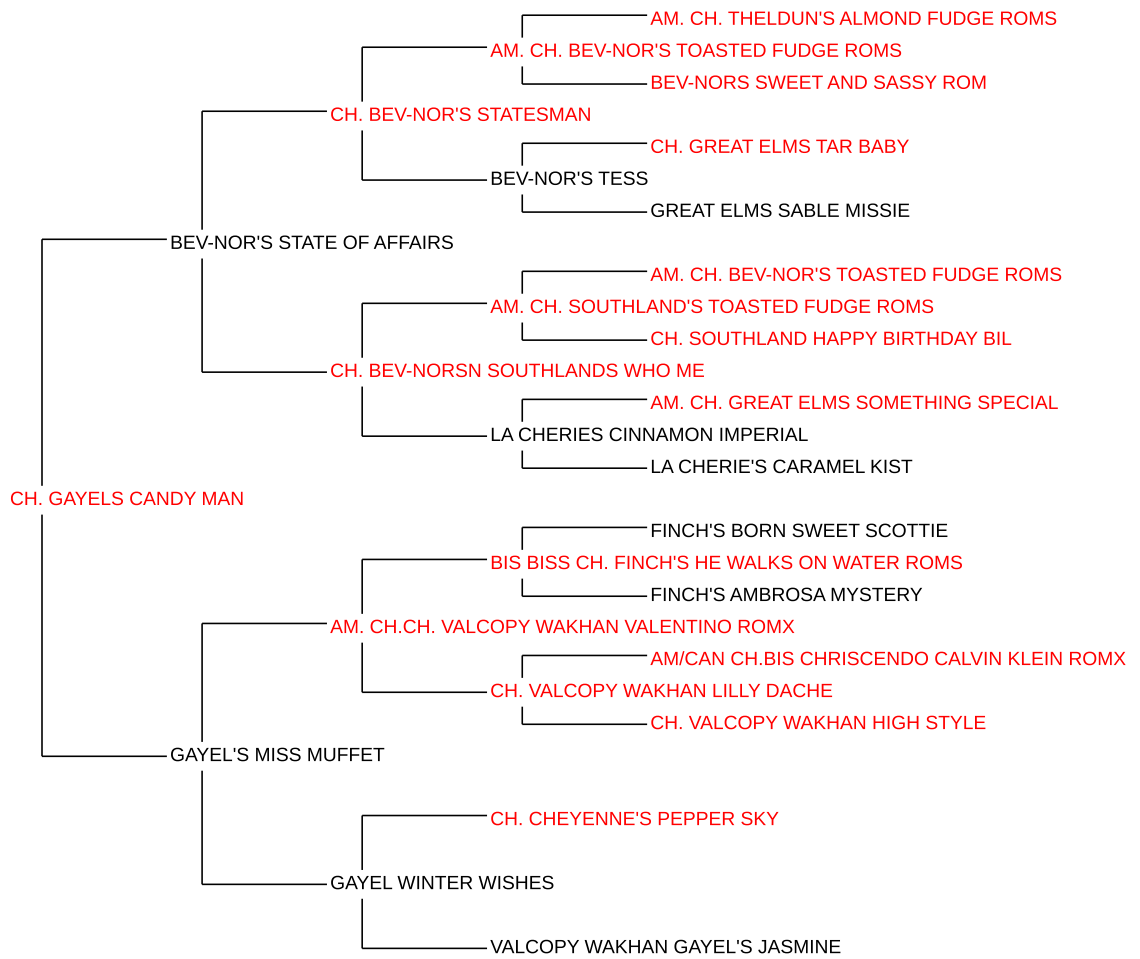 AM. CH. THELDUN'S ALMOND FUDGE ROMS
AM. CH. BEV-NOR'S TOASTED FUDGE ROMS
BEV-NORS SWEET AND SASSY ROM
CH. BEV-NOR'S STATESMAN
CH. GREAT ELMS TAR BABY
BEV-NOR'S TESS
GREAT ELMS SABLE MISSIE
BEV-NOR'S STATE OF AFFAIRS
AM. CH. BEV-NOR'S TOASTED FUDGE ROMS
AM. CH. SOUTHLAND'S TOASTED FUDGE ROMS
CH. SOUTHLAND HAPPY BIRTHDAY BIL
CH. BEV-NORSN SOUTHLANDS WHO ME
AM. CH. GREAT ELMS SOMETHING SPECIAL
LA CHERIES CINNAMON IMPERIAL
LA CHERIE'S CARAMEL KIST
CH. GAYELS CANDY MAN
FINCH'S BORN SWEET SCOTTIE
BIS BISS CH. FINCH'S HE WALKS ON WATER ROMS
FINCH'S AMBROSA MYSTERY
AM. CH.CH. VALCOPY WAKHAN VALENTINO ROMX
AM/CAN CH.BIS CHRISCENDO CALVIN KLEIN ROMX
CH. VALCOPY WAKHAN LILLY DACHE
CH. VALCOPY WAKHAN HIGH STYLE
GAYEL'S MISS MUFFET
CH. CHEYENNE'S PEPPER SKY
GAYEL WINTER WISHES
VALCOPY WAKHAN GAYEL'S JASMINE